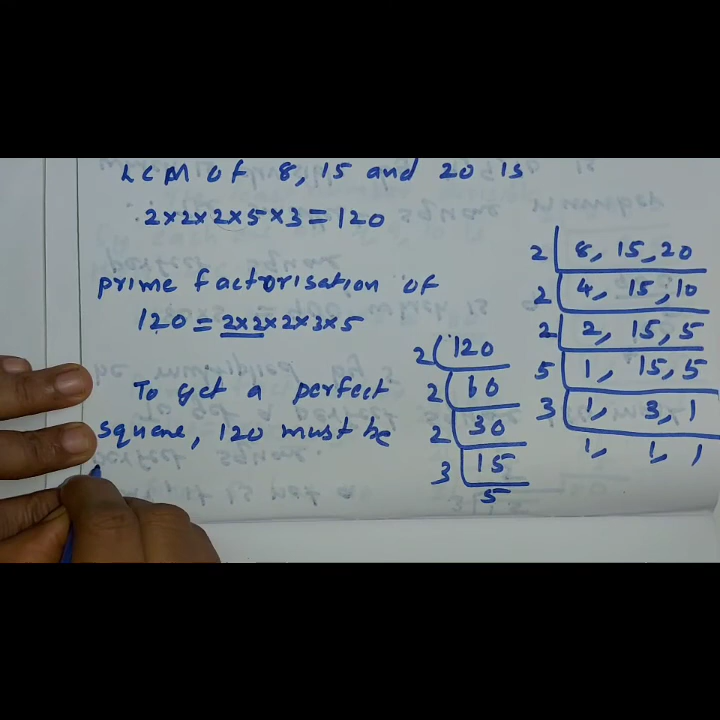 LCM of 8, 15 and 20 is
2×2×2×5×3=120
prime factorisation of
120 = 2×2×2×3×5
To get a perfect
square, 120 must be
2 120
2 60
2 30
3 15
5
2 8, 15, 20
2 4, 15, 10
2 2, 15, 5
5 1, 15, 5
3 1, 3, 1
1, 1, 1